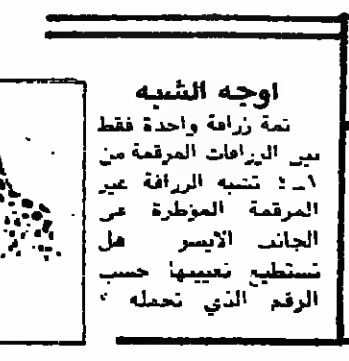 اوجه الشبه
ثمة زرافة واحدة فقط
بين الزرافات المرقمة من
١ـ ٤ تشبه الزرافة غير
المرقمة المؤطرة في
الجانب الايسر هل
تستطيع تعيينها حسب
الرقم الذي تحمله ؟